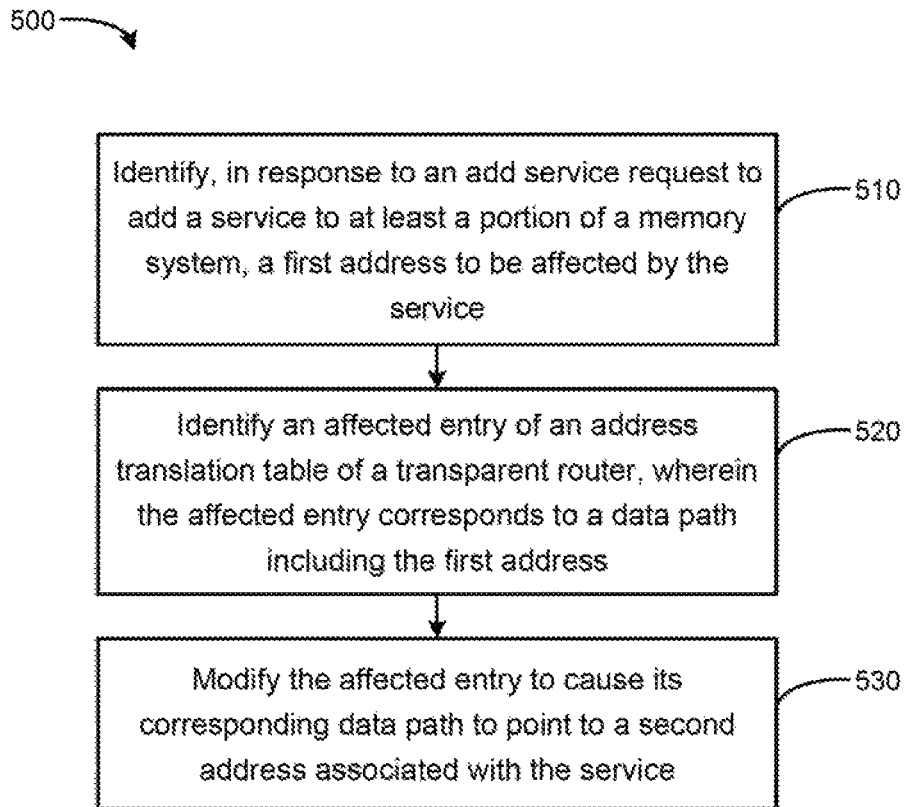 500
Identify, in response to an add service request to
add a service to at least a portion of a memory
system, a first address to be affected by the
service
510
Identify an affected entry of an address
translation table of a transparent router, wherein
the affected entry corresponds to a data path
including the first address
520
Modify the affected entry to cause its
corresponding data path to point to a second
address associated with the service
530